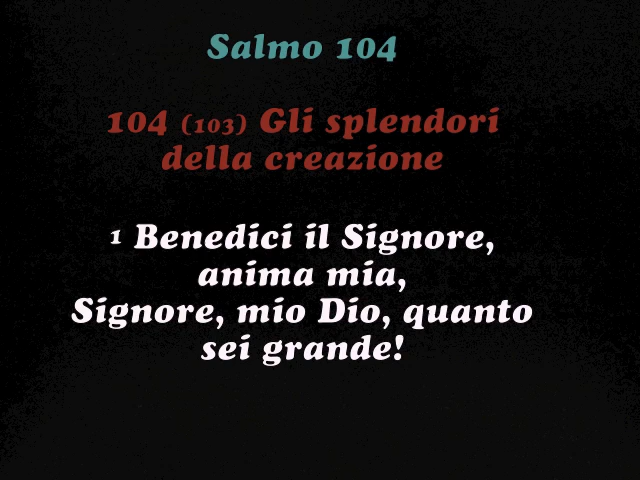 Salmo 104
104 (103) Gli splendori
della creazione
1 Benedici il Signore,
anima mia,
Signore, mio Dio, quanto
sei grande!